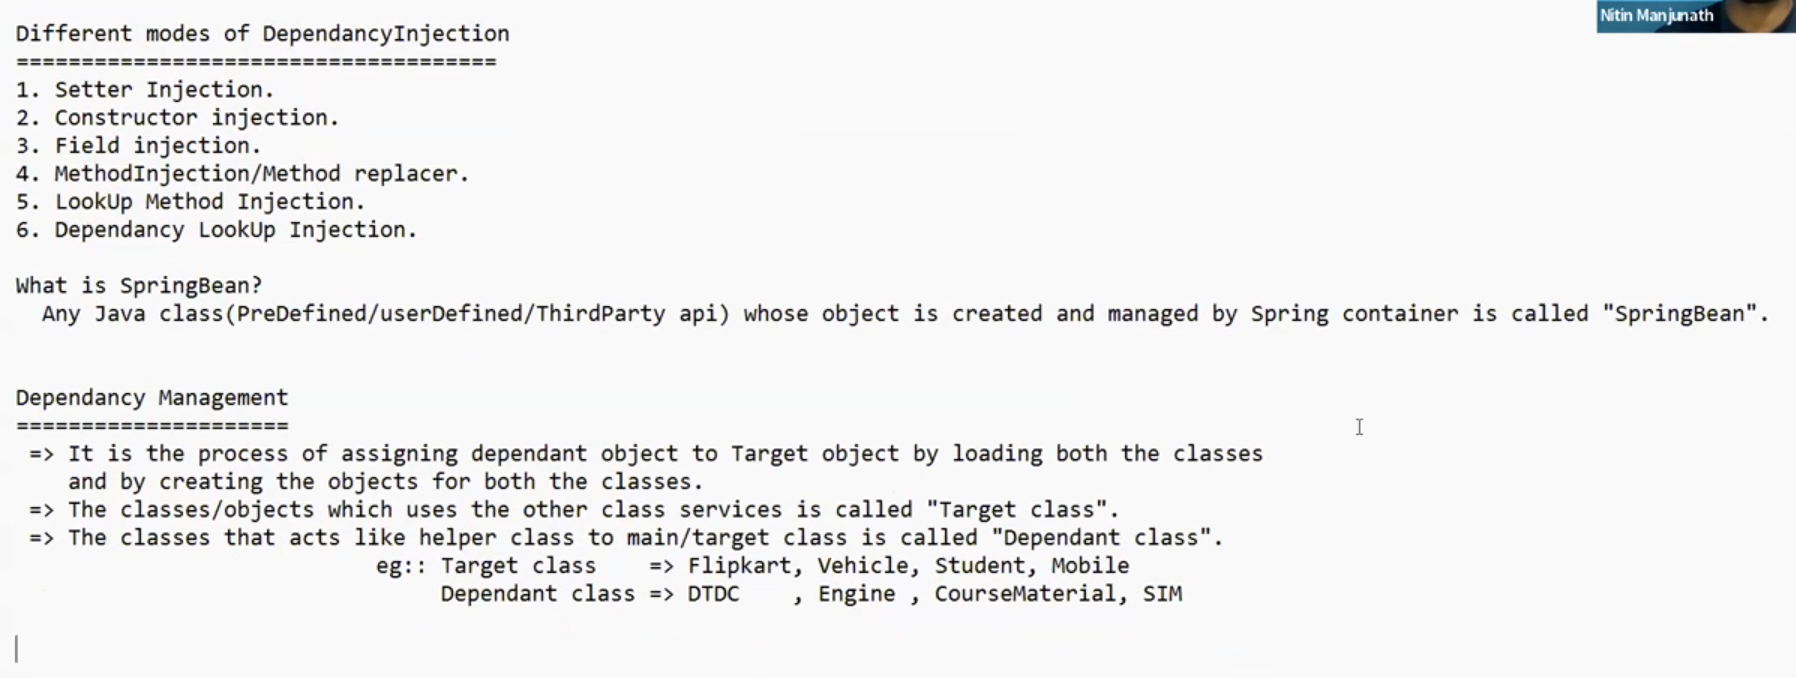 Nitin Manjunath
Different modes of DependancyInjection
=====================================
1. Setter Injection.
2. Constructor injection.
3. Field injection.
4. MethodInjection/Method replacer.
5. LookUp Method Injection.
6. Dependancy LookUp Injection.
What is SpringBean?
Any Java class(PreDefined/userDefined/ThirdParty api) whose object is created and managed by Spring container is called "SpringBean".
Dependancy Management
=====================
=> It is the process of assigning dependant object to Target object by loading both the classes
and by creating the objects for both the classes.
=> The classes/objects which uses the other class services is called "Target class".
=> The classes that acts like helper class to main/target class is called "Dependant class".
eg:: Target class    => Flipkart, Vehicle, Student, Mobile
Dependant class => DTDC    , Engine , CourseMaterial, SIM